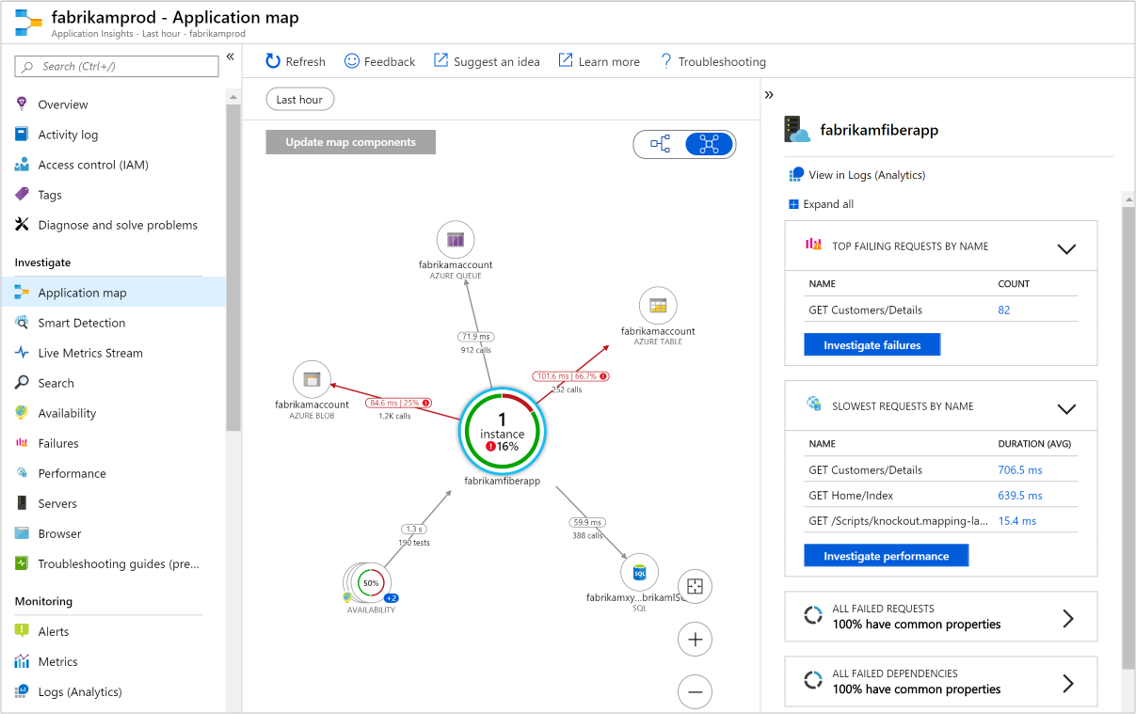 fabrikamprod - Application map
Application Insights - Last hour - fabrikamprod
Search (Ctrl+/)
«
Overview
Activity log
Access control (IAM)
Tags
Diagnose and solve problems
Investigate
Application map
Smart Detection
Live Metrics Stream
Search
Availability
Failures
Performance
Servers
Browser
Troubleshooting guides (pre...
Monitoring
Alerts
Metrics
Logs (Analytics)
Refresh
Feedback
Suggest an idea
Learn more
? Troubleshooting
Last hour
Update map components
fabrikamaccount
AZURE QUEUE
71.9 ms
912 calls
fabrikamaccount
AZURE TABLE
101.6 ms | 66.7%
252 calls
fabrikamaccount
AZURE BLOB
84.6 ms | 25%
1.2K calls
1
instance
16%
fabrikamfiberapp
1.3 s
190 tests
50%
+2
AVAILABILITY
59.9 ms
388 calls
SQL
fabrikamxy...brikamISC
SQL
»
fabrikamfiberapp
View in Logs (Analytics)
Expand all
TOP FAILING REQUESTS BY NAME
NAME COUNT
GET Customers/Details 82
Investigate failures
SLOWEST REQUESTS BY NAME
NAME DURATION (AVG)
GET Customers/Details 706.5 ms
GET Home/Index 639.5 ms
GET /Scripts/knockout.mapping-la... 15.4 ms
Investigate performance
ALL FAILED REQUESTS
100% have common properties
ALL FAILED DEPENDENCIES
100% have common properties